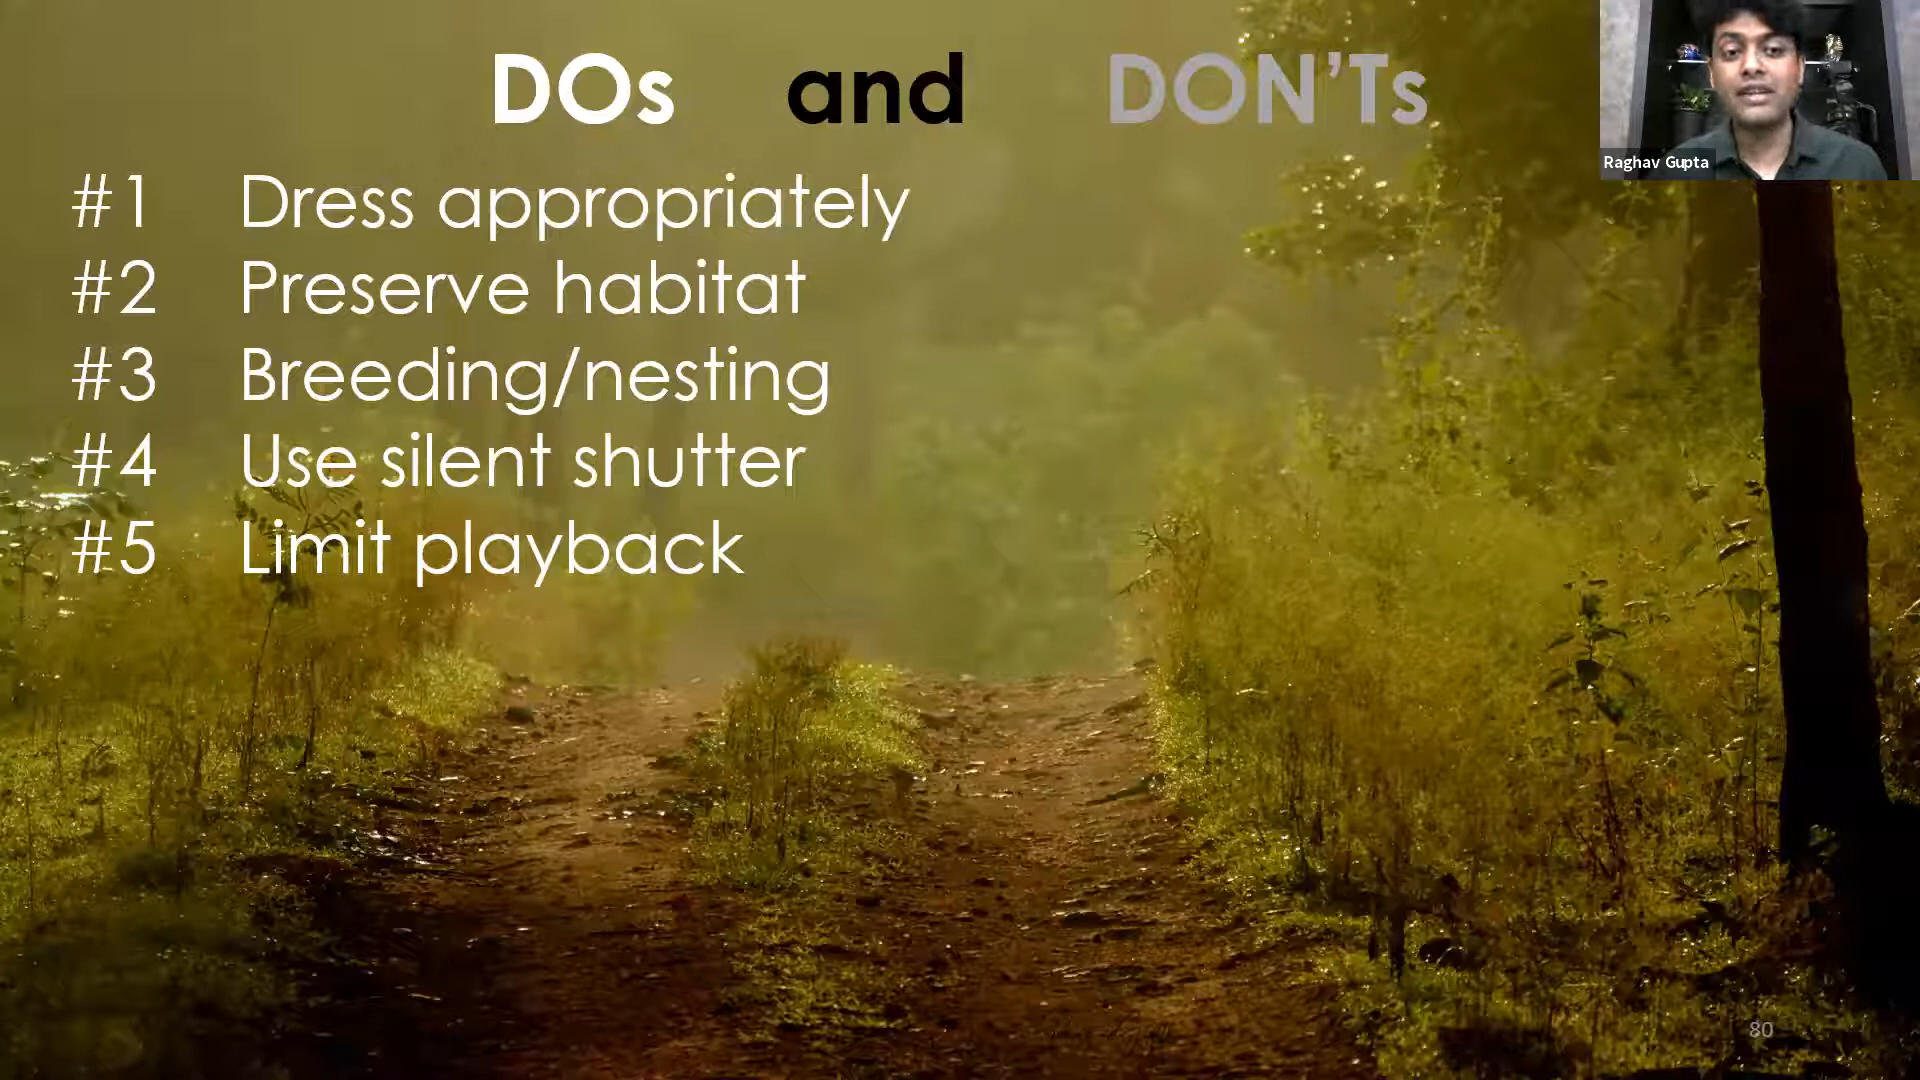 DOs and DON’Ts
Raghav Gupta
#1 Dress appropriately
#2 Preserve habitat
#3 Breeding/nesting
#4 Use silent shutter
#5 Limit playback
80